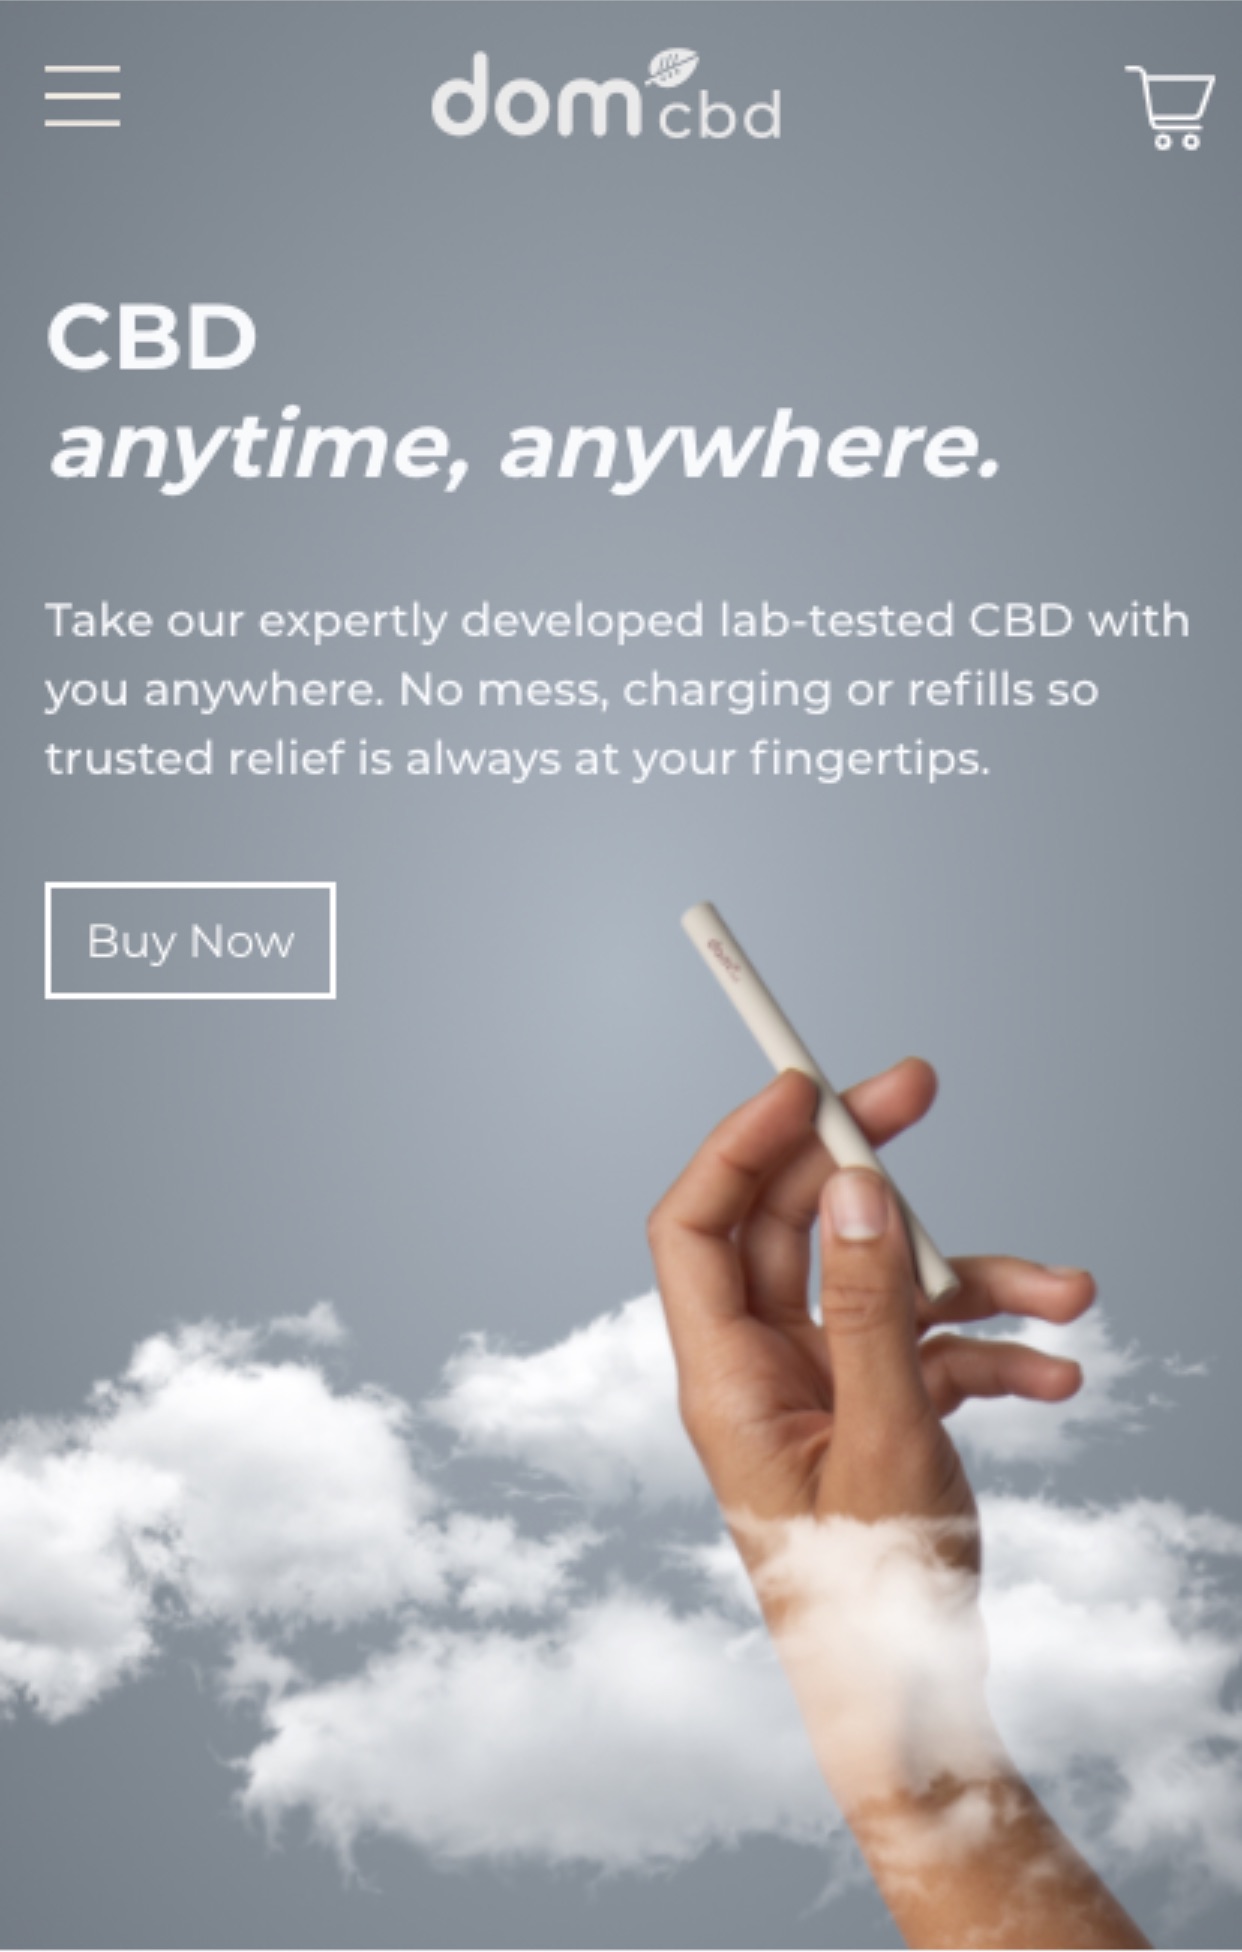 dom cbd
CBD
anytime, anywhere.
Take our expertly developed lab-tested CBD with
you anywhere. No mess, charging or refills so
trusted relief is always at your fingertips.
Buy Now
dom